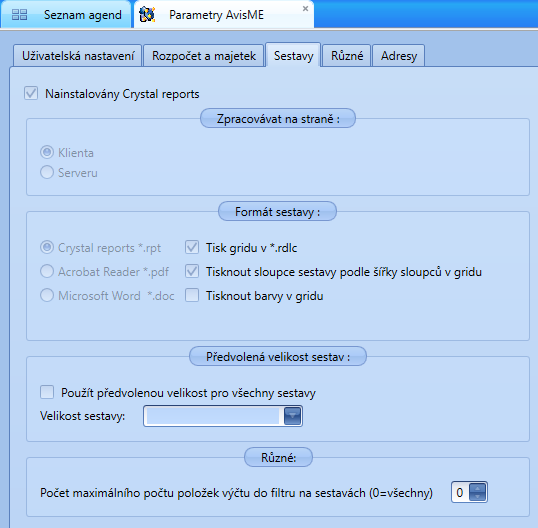 Seznam agend
Parametry AvisME
Uživatelská nastavení
Rozpočet a majetek
Sestavy
Různé
Adresy
Nainstalovány Crystal reports
Zpracovávat na straně :
Klienta
Serveru
Formát sestavy :
Crystal reports *.rpt
Tisk gridu v *.rdlc
Acrobat Reader *.pdf
Tisknout sloupce sestavy podle šířky sloupců v gridu
Microsoft Word *.doc
Tisknout barvy v gridu
Předvolená velikost sestav :
Použít předvolenou velikost pro všechny sestavy
Velikost sestavy:
Různé:
Počet maximálního počtu položek výčtu do filtru na sestavách (0=všechny) 0